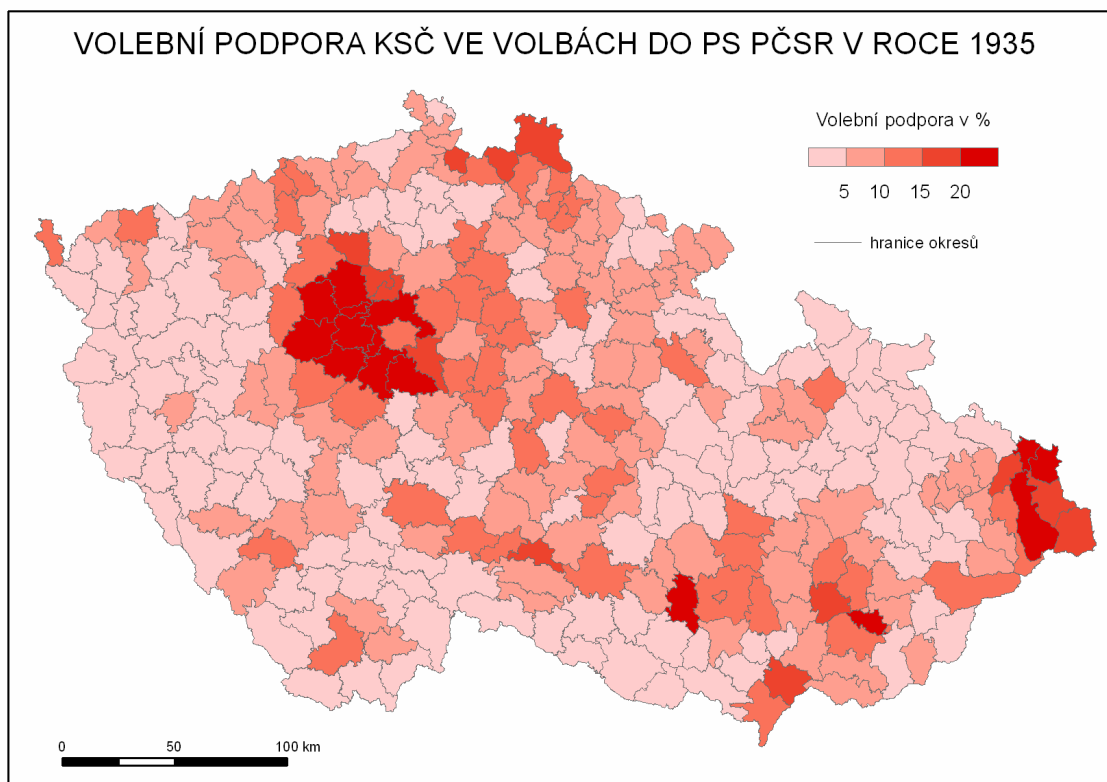 VOLEBNÍ PODPORA KSČ VE VOLBÁCH DO PS PČSR V ROCE 1935
Volební podpora v %
5 10 15 20
hranice okresů
0 50 100 km